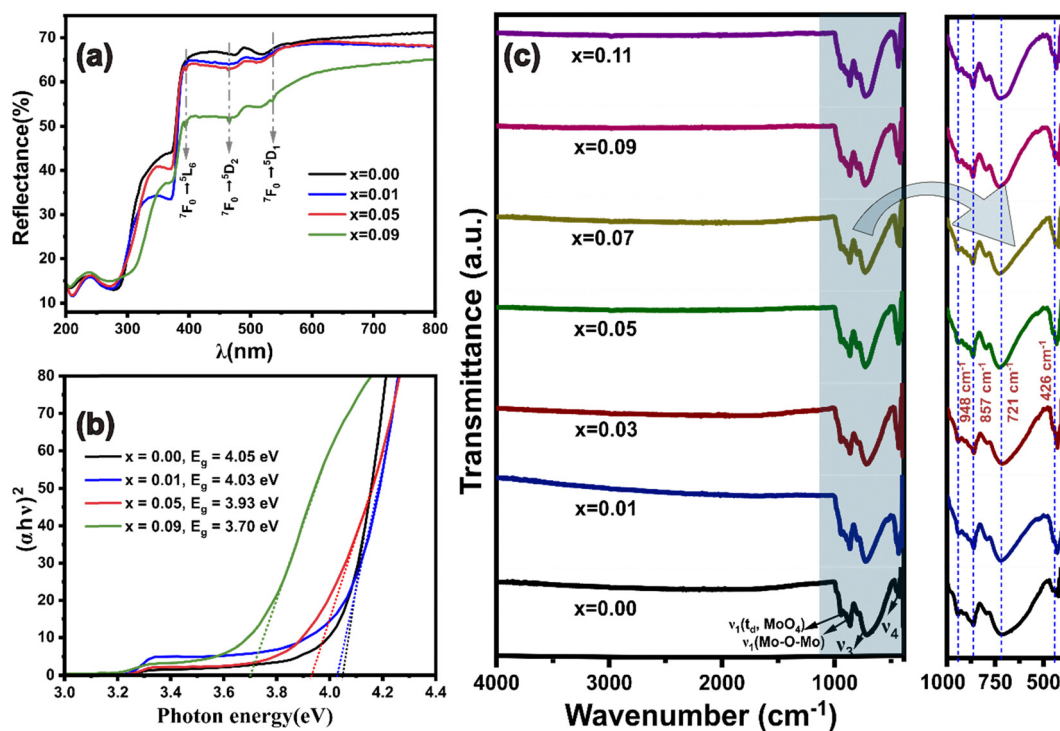 (a)
Reflectance(%)
70
60
50
40
30
20
10
⁷F₀→⁵L₆
⁷F₀→⁵D₂
⁷F₀→⁵D₁
x=0.00
x=0.01
x=0.05
x=0.09
200 300 400 500 600 700 800
λ(nm)
(b)
(αhν)²
80
70
60
50
40
30
20
10
0
x = 0.00, E_g = 4.05 eV
x = 0.01, E_g = 4.03 eV
x = 0.05, E_g = 3.93 eV
x = 0.09, E_g = 3.70 eV
3.0 3.2 3.4 3.6 3.8 4.0 4.2 4.4
Photon energy(eV)
(c)
Transmittance (a.u.)
x=0.11
x=0.09
x=0.07
x=0.05
x=0.03
x=0.01
x=0.00
ν₁(t_d, MoO₄)
ν₁(Mo-O-Mo)
ν₃
ν₄
4000 3000 2000 1000
948 cm⁻¹
857 cm⁻¹
721 cm⁻¹
426 cm⁻¹
1000 750 500
Wavenumber (cm⁻¹)